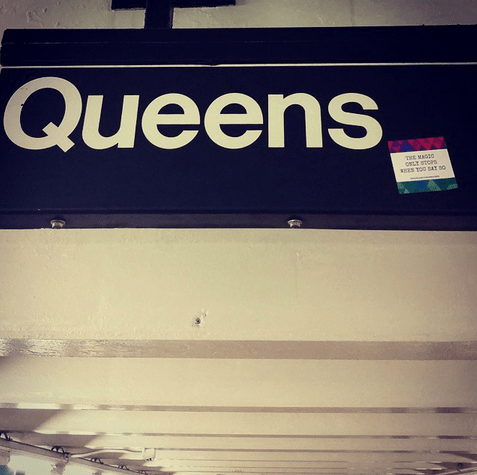 Queens
THE MAGIC
ONLY STOPS
WHEN YOU SAY SO